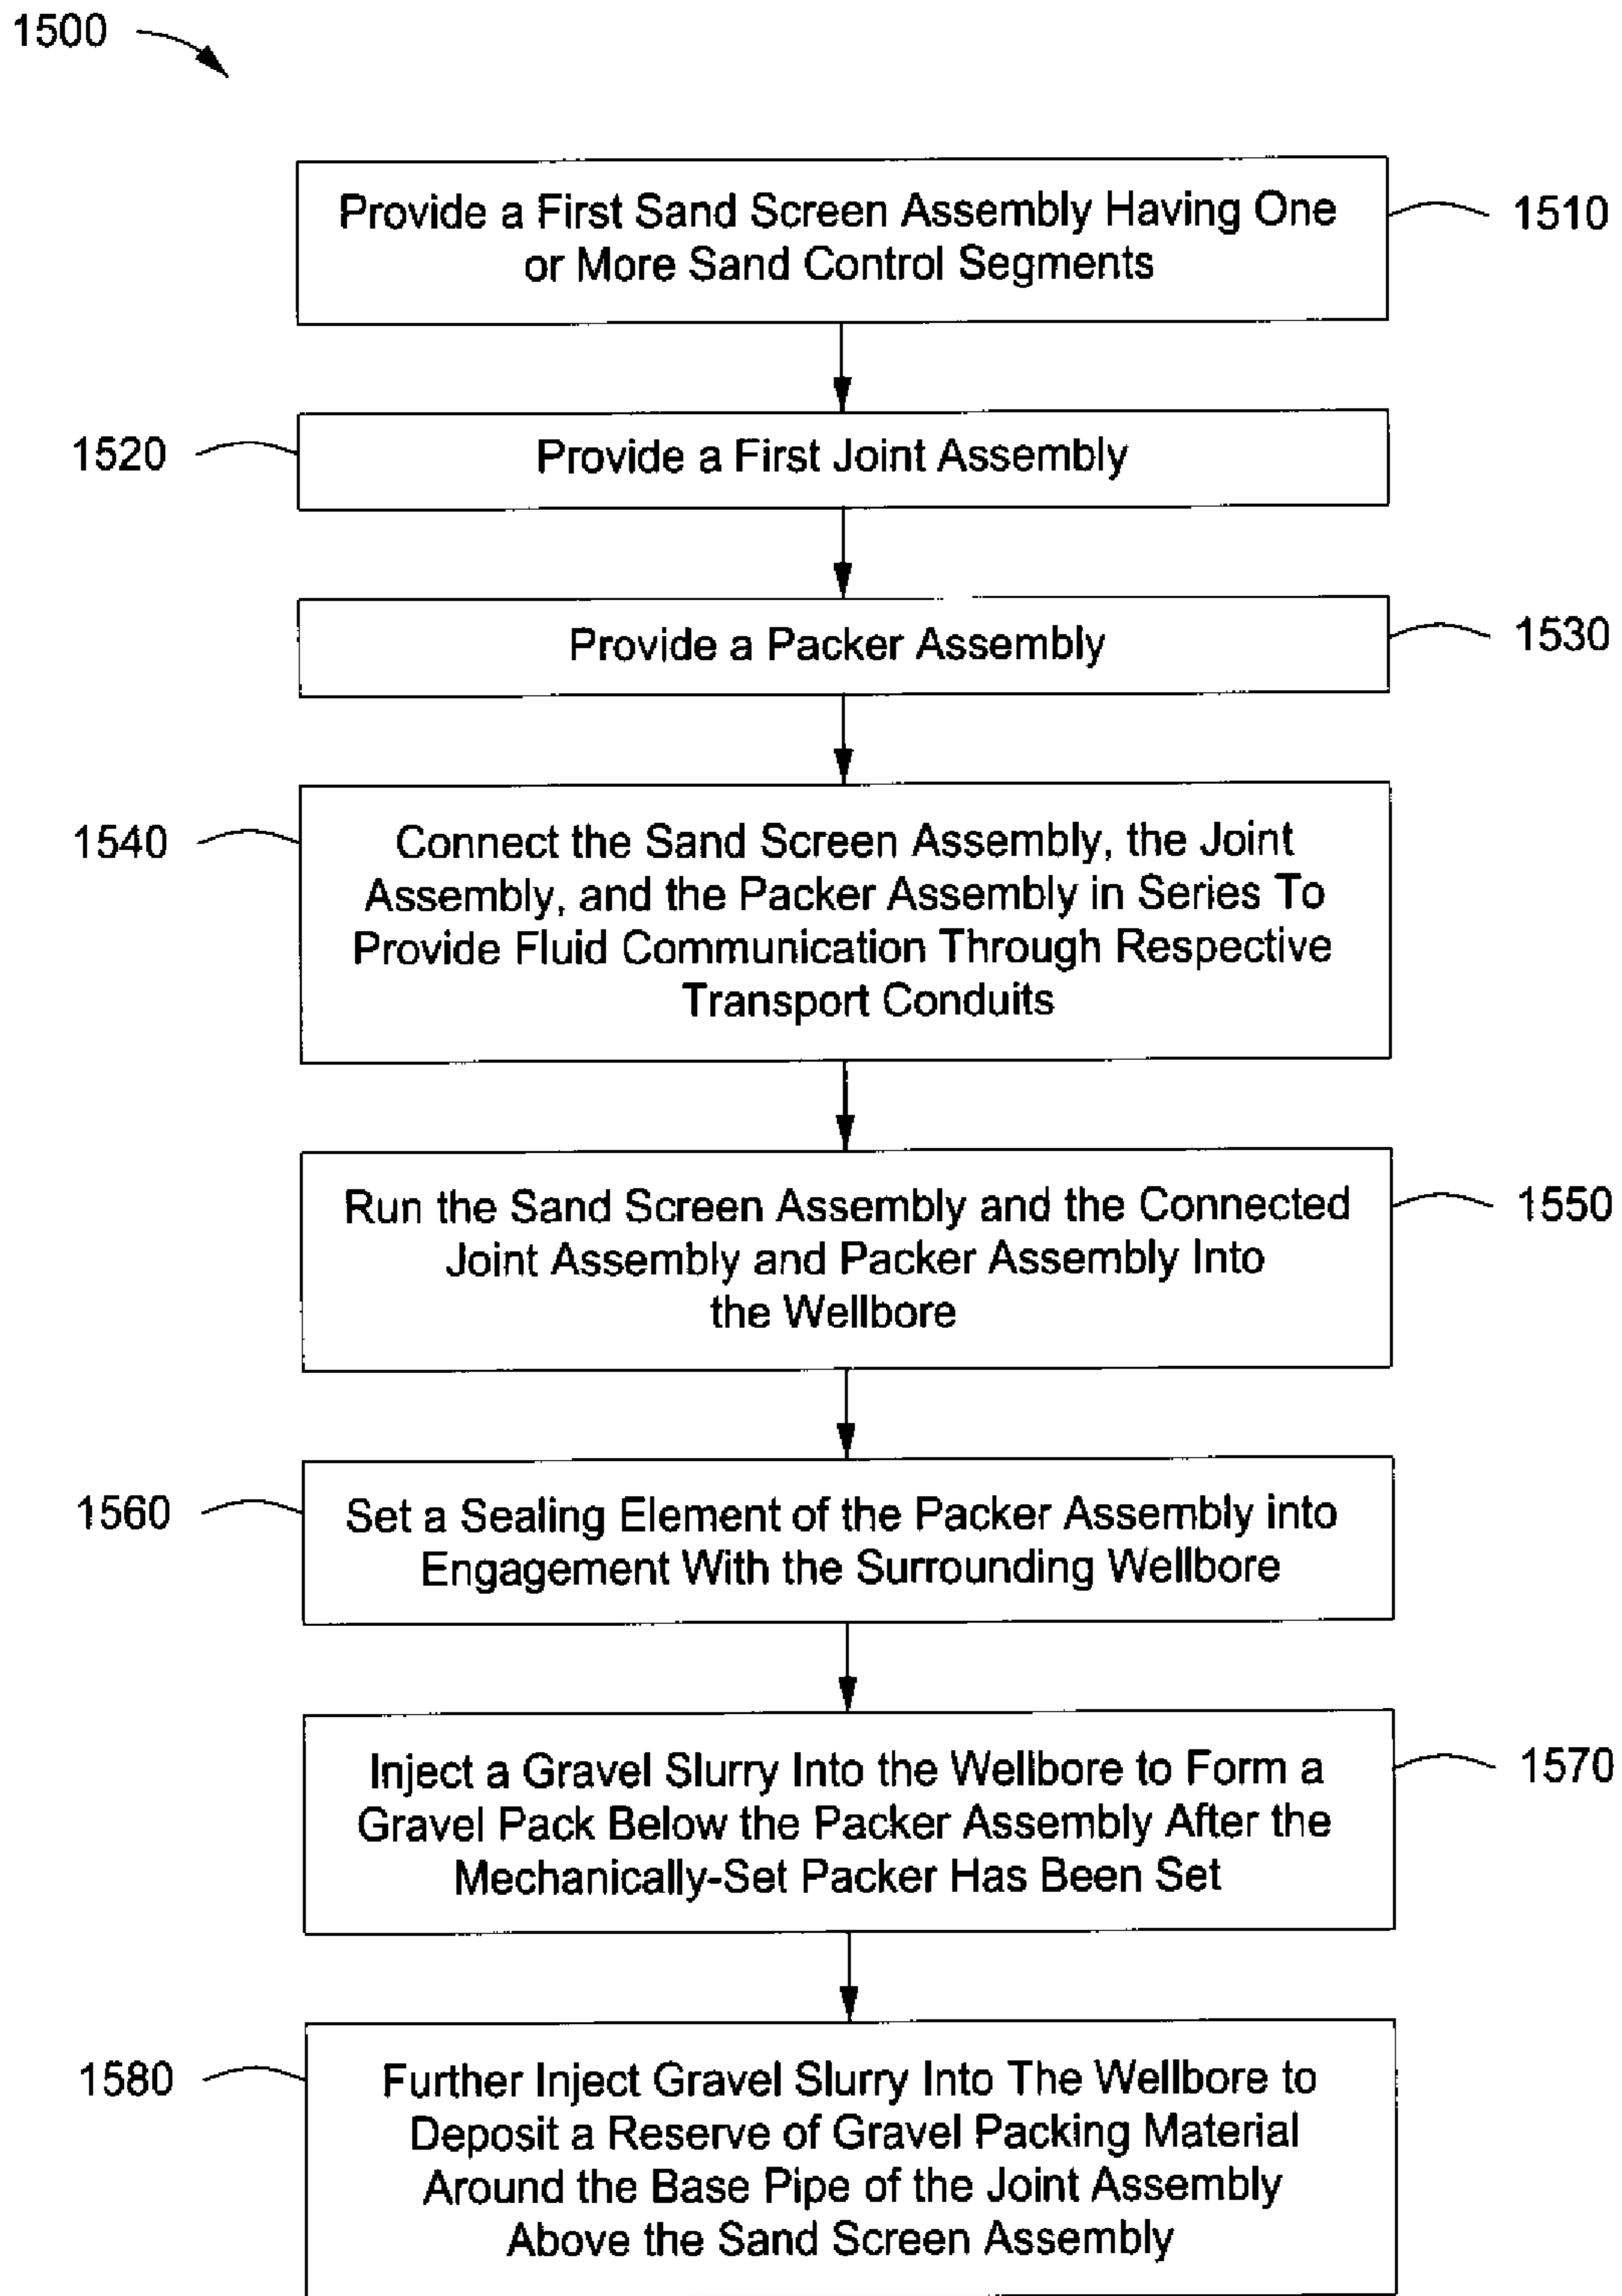 1500
Provide a First Sand Screen Assembly Having One
or More Sand Control Segments
1510
1520
Provide a First Joint Assembly
Provide a Packer Assembly
1530
1540
Connect the Sand Screen Assembly, the Joint
Assembly, and the Packer Assembly in Series To
Provide Fluid Communication Through Respective
Transport Conduits
Run the Sand Screen Assembly and the Connected
Joint Assembly and Packer Assembly Into
the Wellbore
1550
1560
Set a Sealing Element of the Packer Assembly into
Engagement With the Surrounding Wellbore
Inject a Gravel Slurry Into the Wellbore to Form a
Gravel Pack Below the Packer Assembly After the
Mechanically-Set Packer Has Been Set
1570
1580
Further Inject Gravel Slurry Into The Wellbore to
Deposit a Reserve of Gravel Packing Material
Around the Base Pipe of the Joint Assembly
Above the Sand Screen Assembly